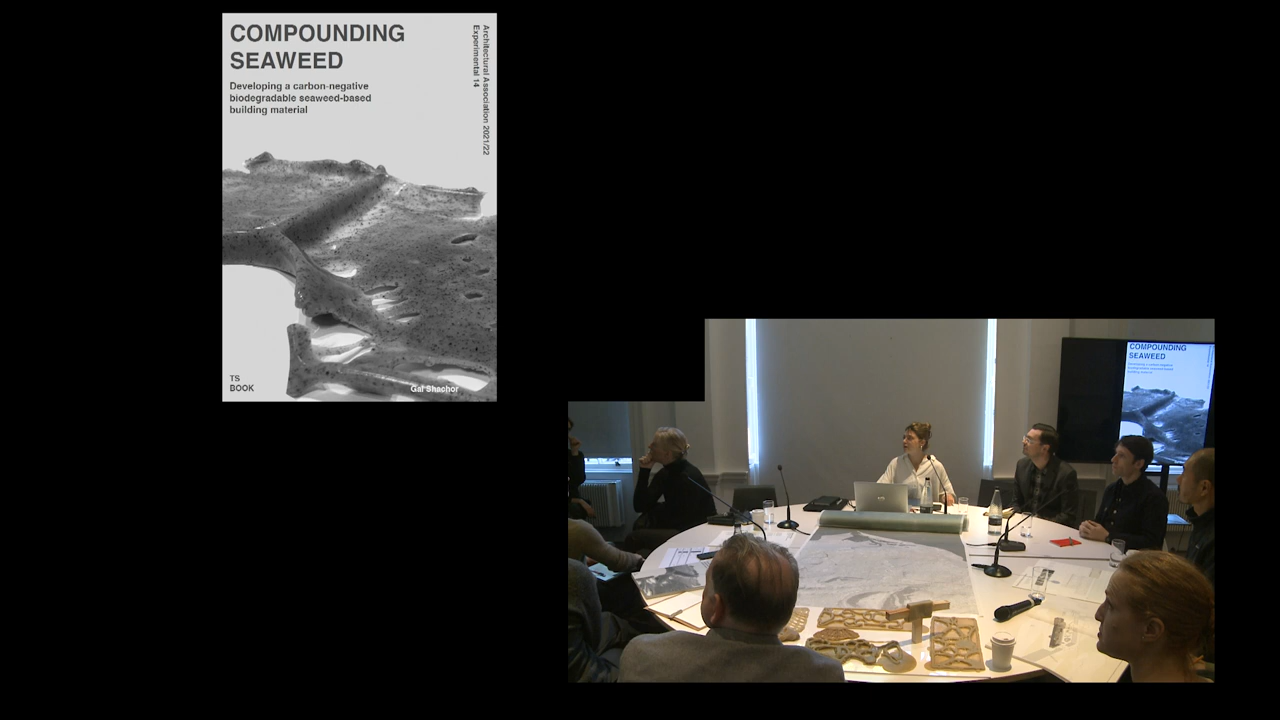 COMPOUNDING
SEAWEED
Developing a carbon-negative
biodegradable seaweed-based
building material
Architectural Association 2021/22
Experimental 14
TS
BOOK
Gal Shachor
COMPOUNDING
SEAWEED